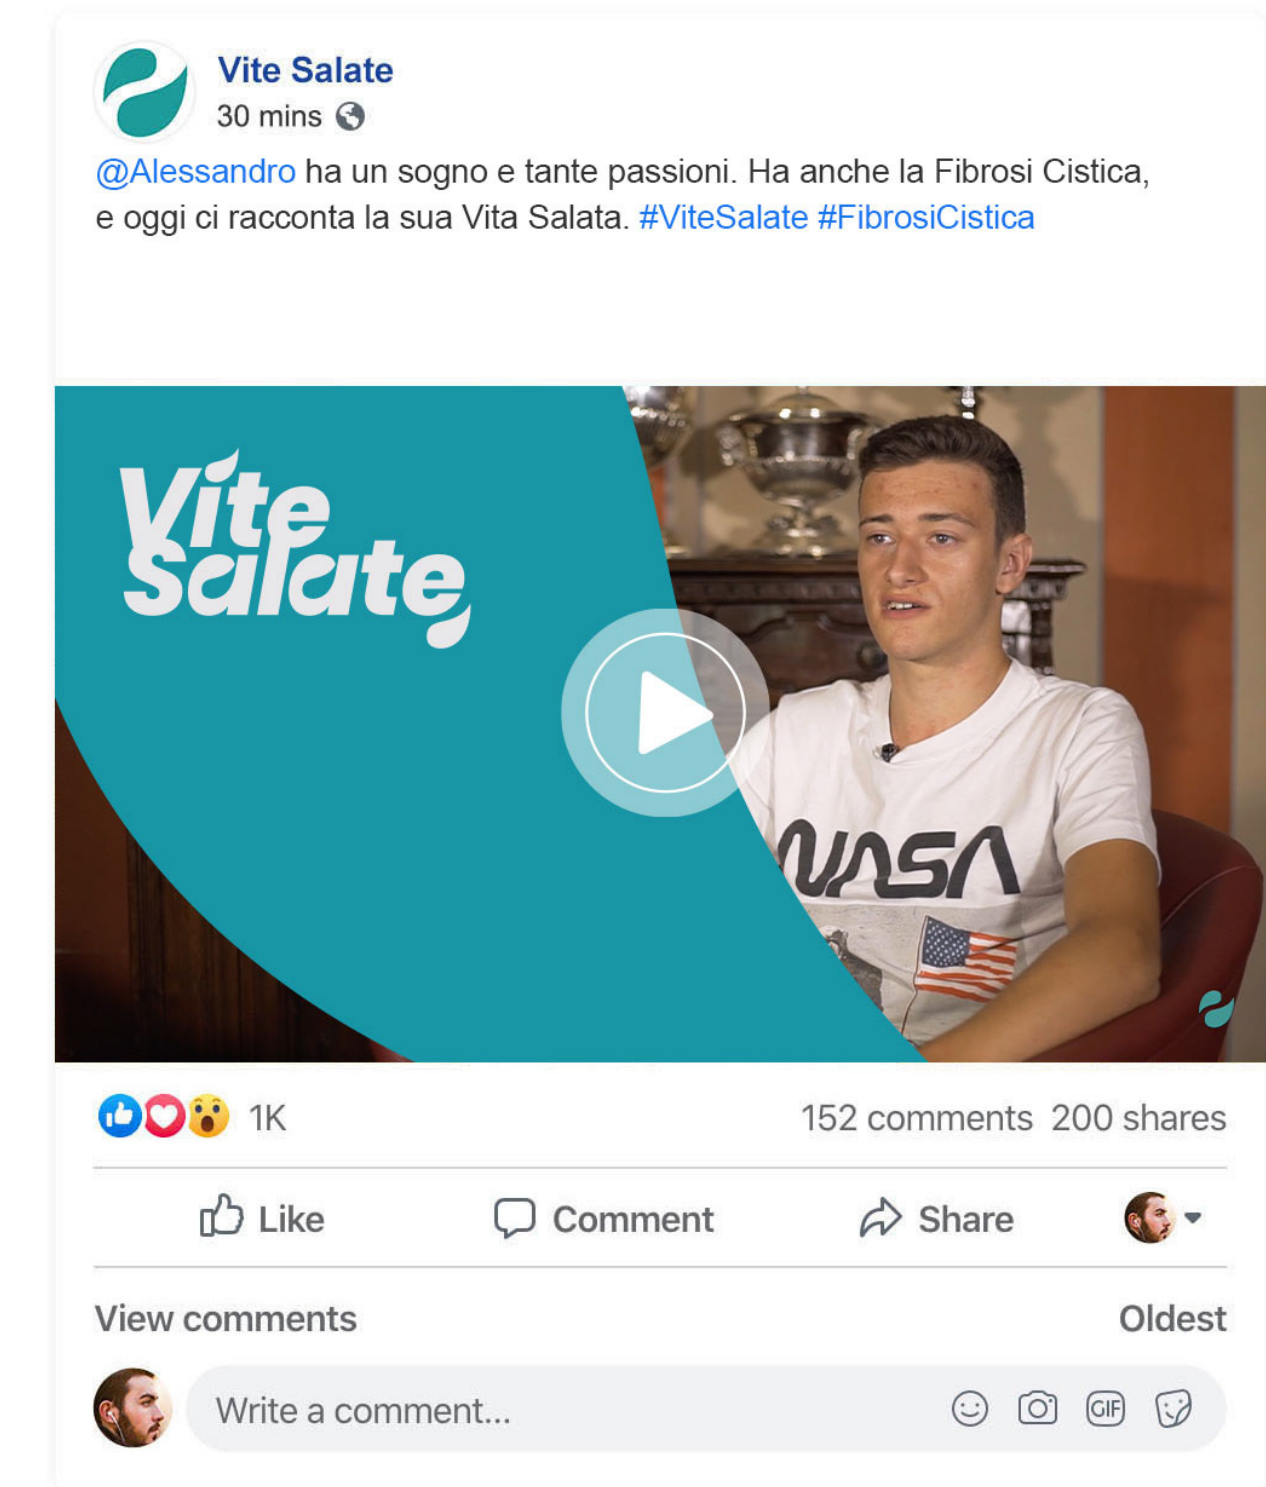 Vite Salate
30 mins
@Alessandro ha un sogno e tante passioni. Ha anche la Fibrosi Cistica,
e oggi ci racconta la sua Vita Salata. #ViteSalate #FibrosiCistica
Vite
Salate
NASA
1K
152 comments 200 shares
Like
Comment
Share
View comments
Oldest
Write a comment...
GIF